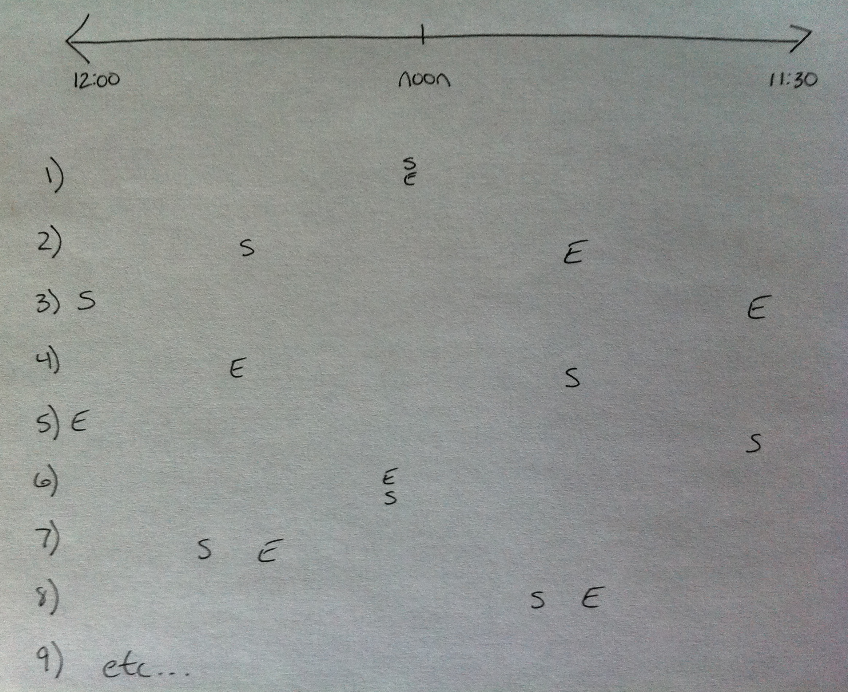 12:00 noon 11:30
1) S
E
2) S E
3) S E
4) E S
5) E S
6) E
S
7) S E
8) S E
9) etc...